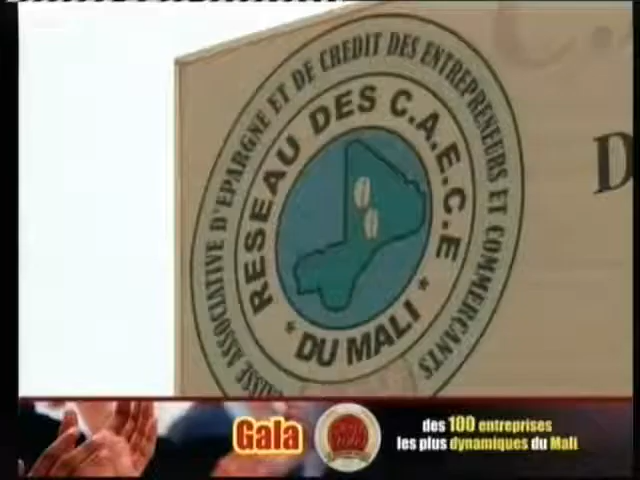 CAISSE ASSOCIATIVE D'EPARGNE ET DE CREDIT DES ENTREPRENEURS ET COMMERÇANTS
RESEAU DES C.A.E.C.E
* DU MALI *
D
Gala
des 100 entreprises
les plus dynamiques du Mali